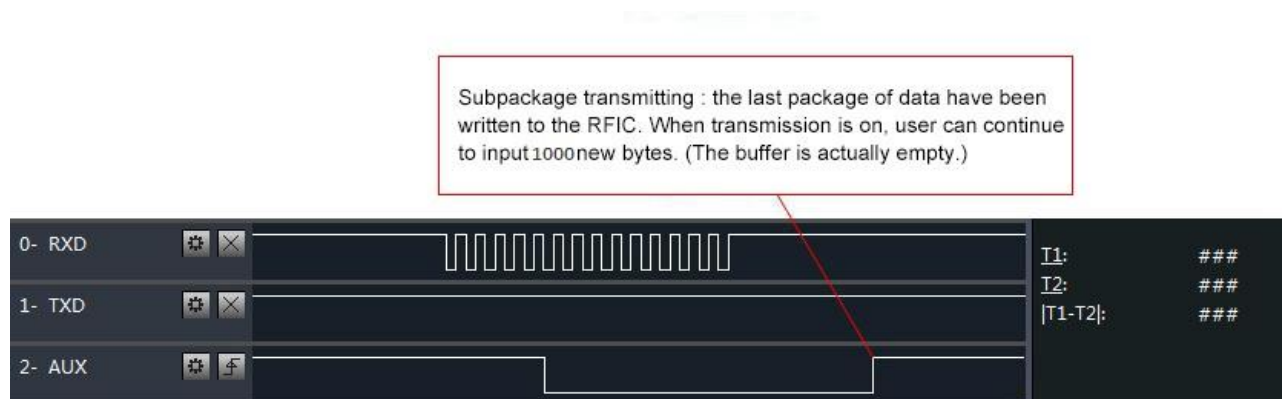 Subpackage transmitting : the last package of data have been
written to the RFIC. When transmission is on, user can continue
to input 1000 new bytes. (The buffer is actually empty.)
0- RXD
T1: ###
T2: ###
1- TXD
|T1-T2|: ###
2- AUX